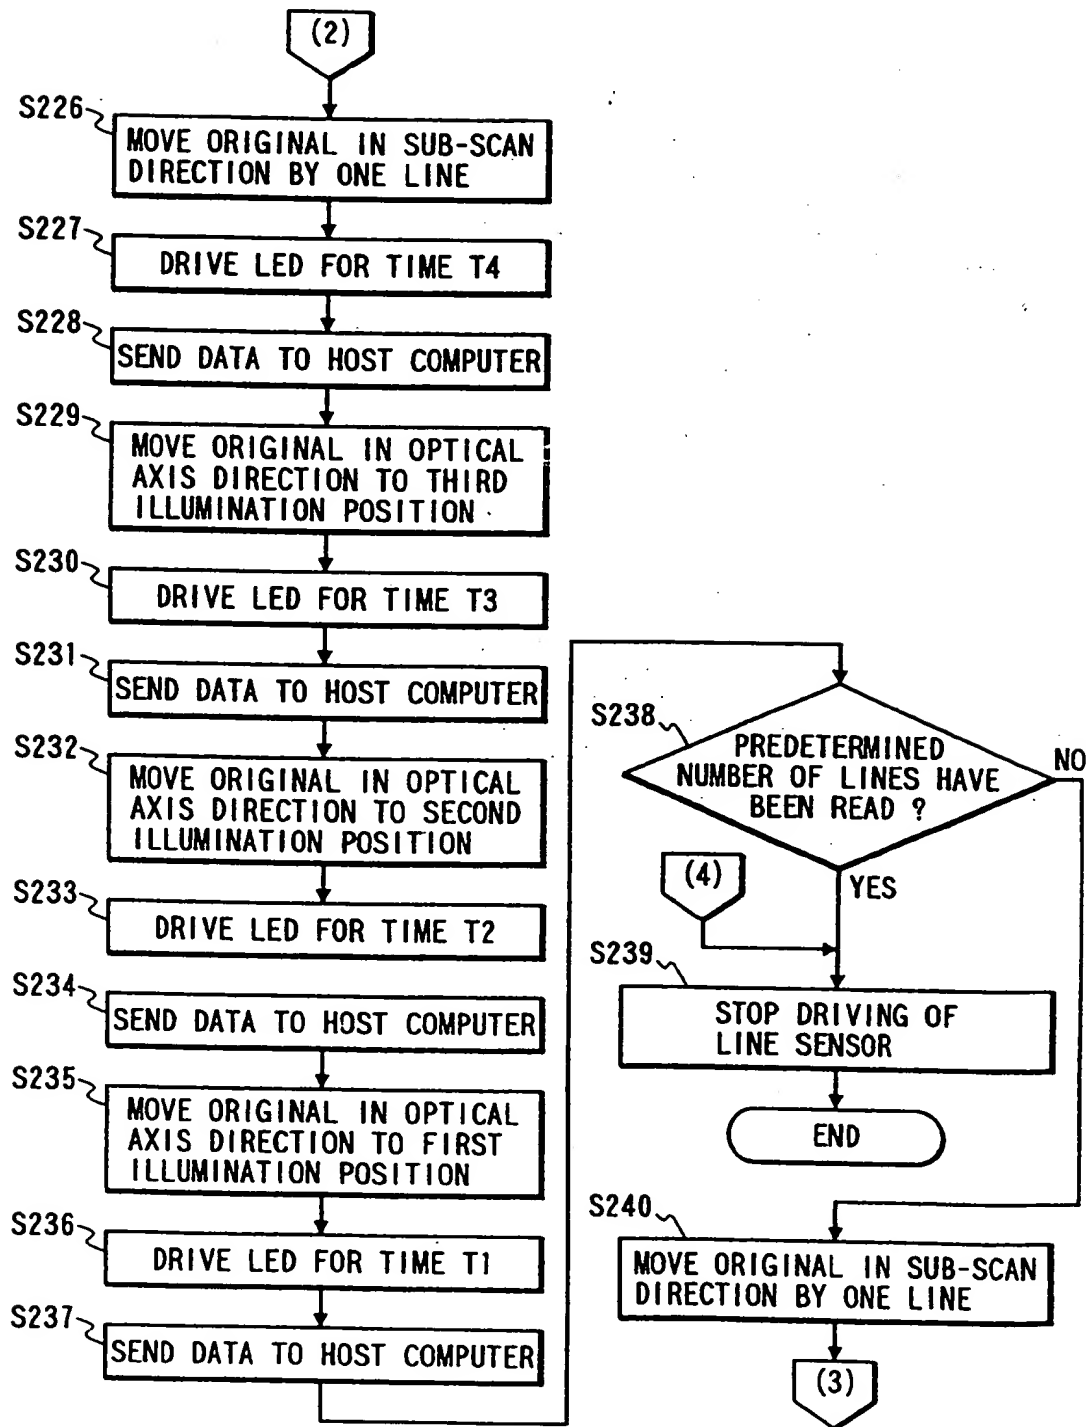 (2)
S226
MOVE ORIGINAL IN SUB-SCAN
DIRECTION BY ONE LINE
S227
DRIVE LED FOR TIME T4
S228
SEND DATA TO HOST COMPUTER
S229
MOVE ORIGINAL IN OPTICAL
AXIS DIRECTION TO THIRD
ILLUMINATION POSITION
S230
DRIVE LED FOR TIME T3
S231
SEND DATA TO HOST COMPUTER
S232
MOVE ORIGINAL IN OPTICAL
AXIS DIRECTION TO SECOND
ILLUMINATION POSITION
S233
DRIVE LED FOR TIME T2
S234
SEND DATA TO HOST COMPUTER
S235
MOVE ORIGINAL IN OPTICAL
AXIS DIRECTION TO FIRST
ILLUMINATION POSITION
S236
DRIVE LED FOR TIME T1
S237
SEND DATA TO HOST COMPUTER
S238
PREDETERMINED
NUMBER OF LINES HAVE
BEEN READ ?
NO
YES
(4)
S239
STOP DRIVING OF
LINE SENSOR
END
S240
MOVE ORIGINAL IN SUB-SCAN
DIRECTION BY ONE LINE
(3)